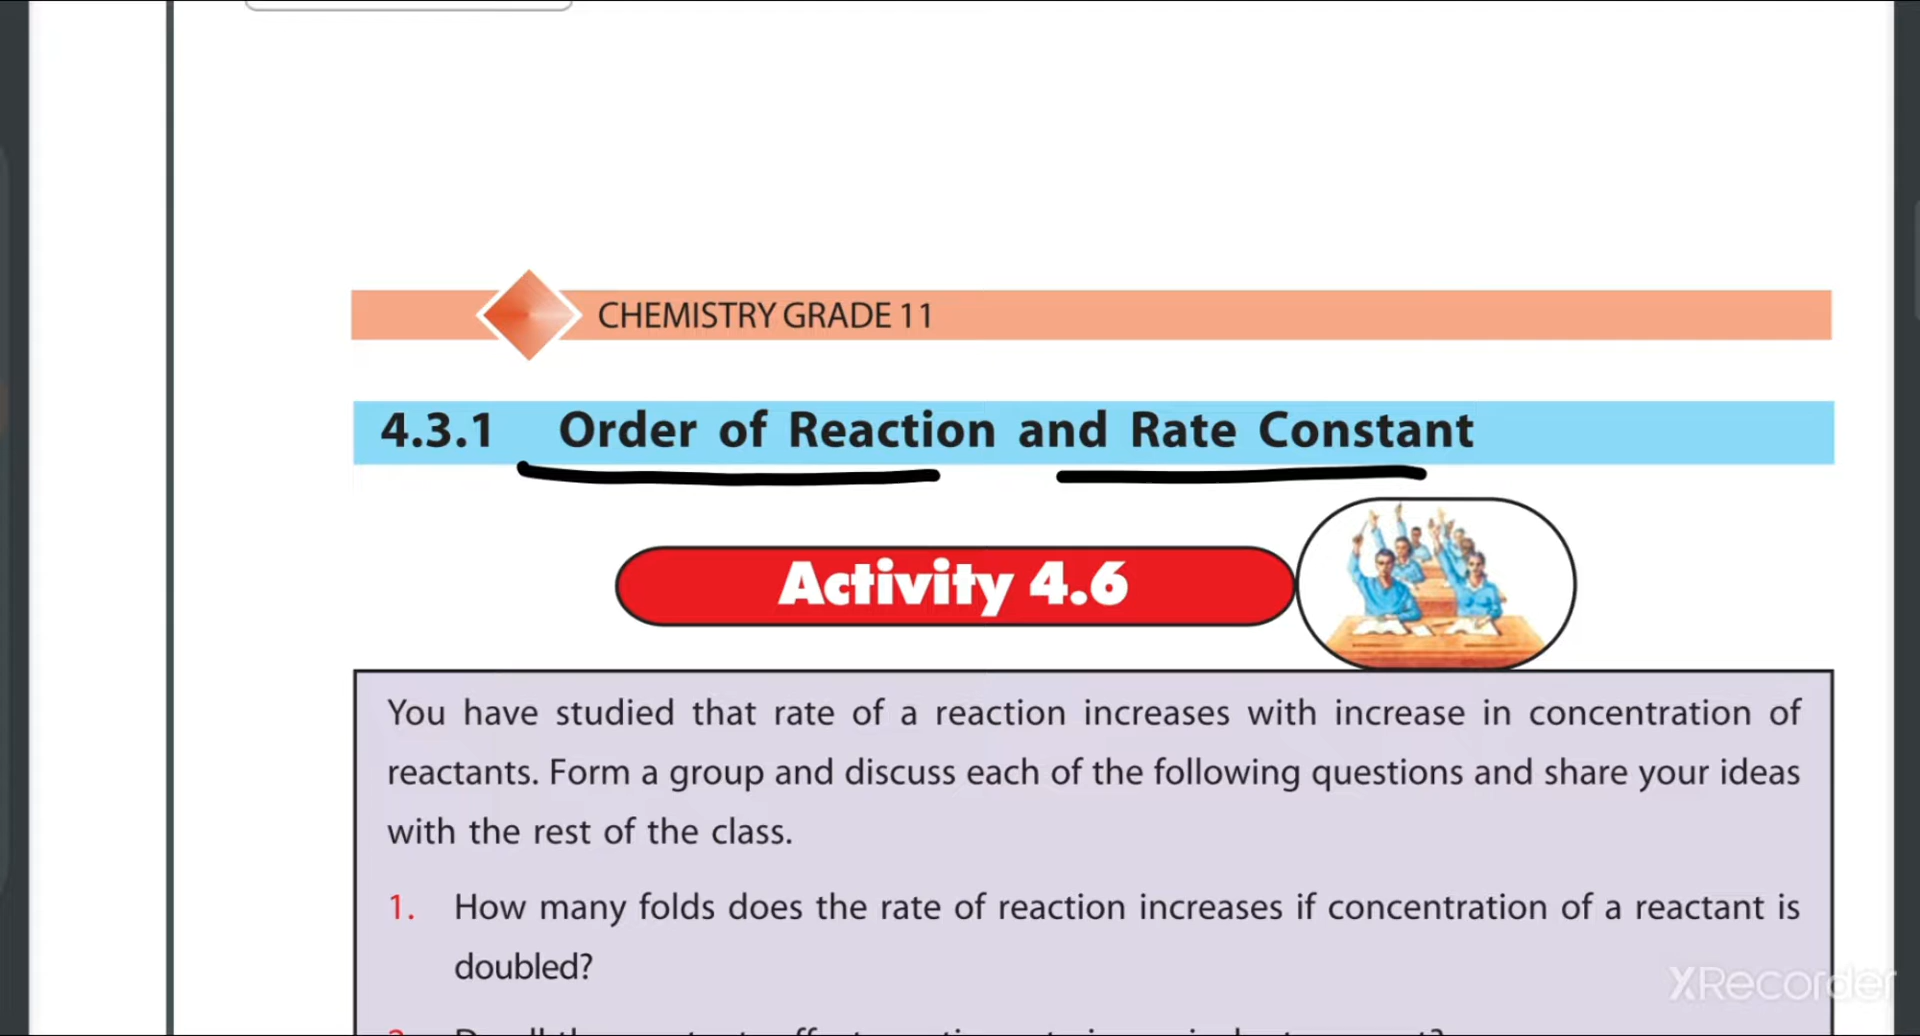 CHEMISTRY GRADE 11
4.3.1 Order of Reaction and Rate Constant
Activity 4.6
You have studied that rate of a reaction increases with increase in concentration of
reactants. Form a group and discuss each of the following questions and share your ideas
with the rest of the class.
1. How many folds does the rate of reaction increases if concentration of a reactant is
doubled?
XRecorder